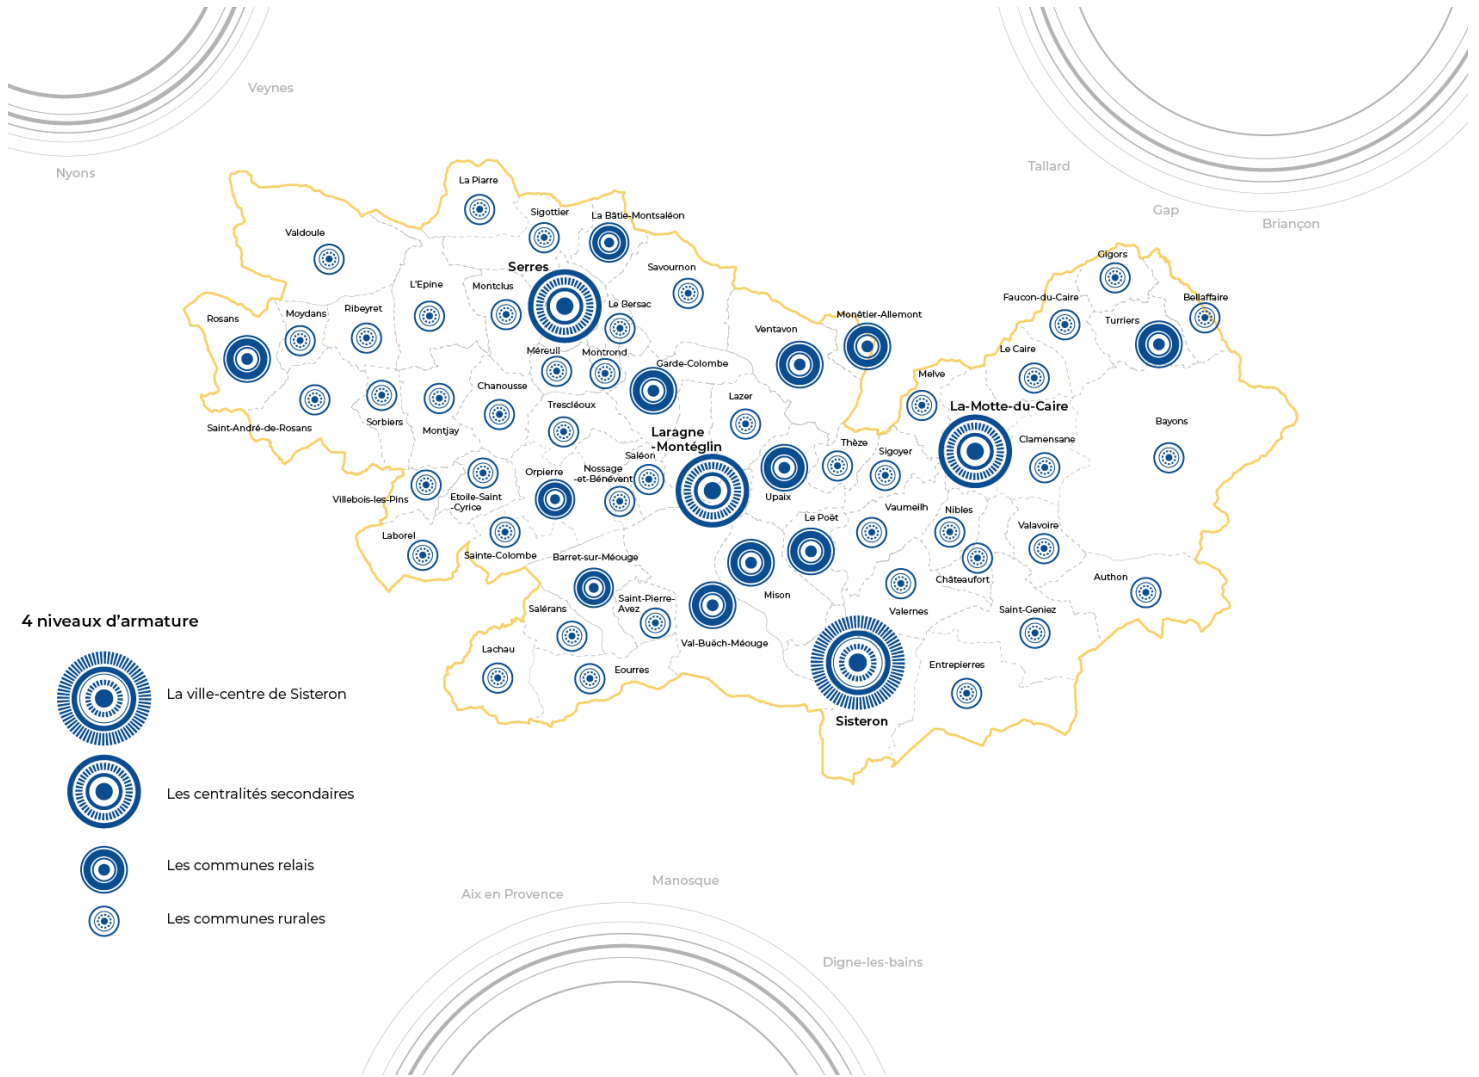 Veynes
Nyons
Tallard
Gap
Briançon
La Piarre
Sigottier
La Bâtie-Montsaléon
Valdoule
Serres
Savournon
Gigors
L'Epine
Montclus
Le Bersac
Faucon-du-Caire
Bellaffaire
Rosans
Moydans
Ribeyret
Ventavon
Monêtier-Allemont
Turriers
Méreuil
Montrond
Garde-Colombe
Le Caire
Melve
Chanousse
Lazer
La-Motte-du-Caire
Trescléoux
Saint-André-de-Rosans
Sorbiers
Montjay
Laragne
-Montéglin
Bayons
Thèze
Sigoyer
Clamensane
Saléon
Orpierre
Nossage
-et-Bénévent
Villebois-les-Pins
Etoile-Saint
-Cyrice
Upaix
Le Poët
Vaumeilh
Nibles
Valavoire
Laborel
Sainte-Colombe
Barret-sur-Méouge
Châteaufort
Authon
Mison
Saint-Pierre-
Avez
Salérans
Valernes
Saint-Geniez
Val-Buëch-Méouge
Lachau
Eourres
Entrepierres
Sisteron
4 niveaux d'armature
La ville-centre de Sisteron
Les centralités secondaires
Les communes relais
Les communes rurales
Manosque
Aix en Provence
Digne-les-bains